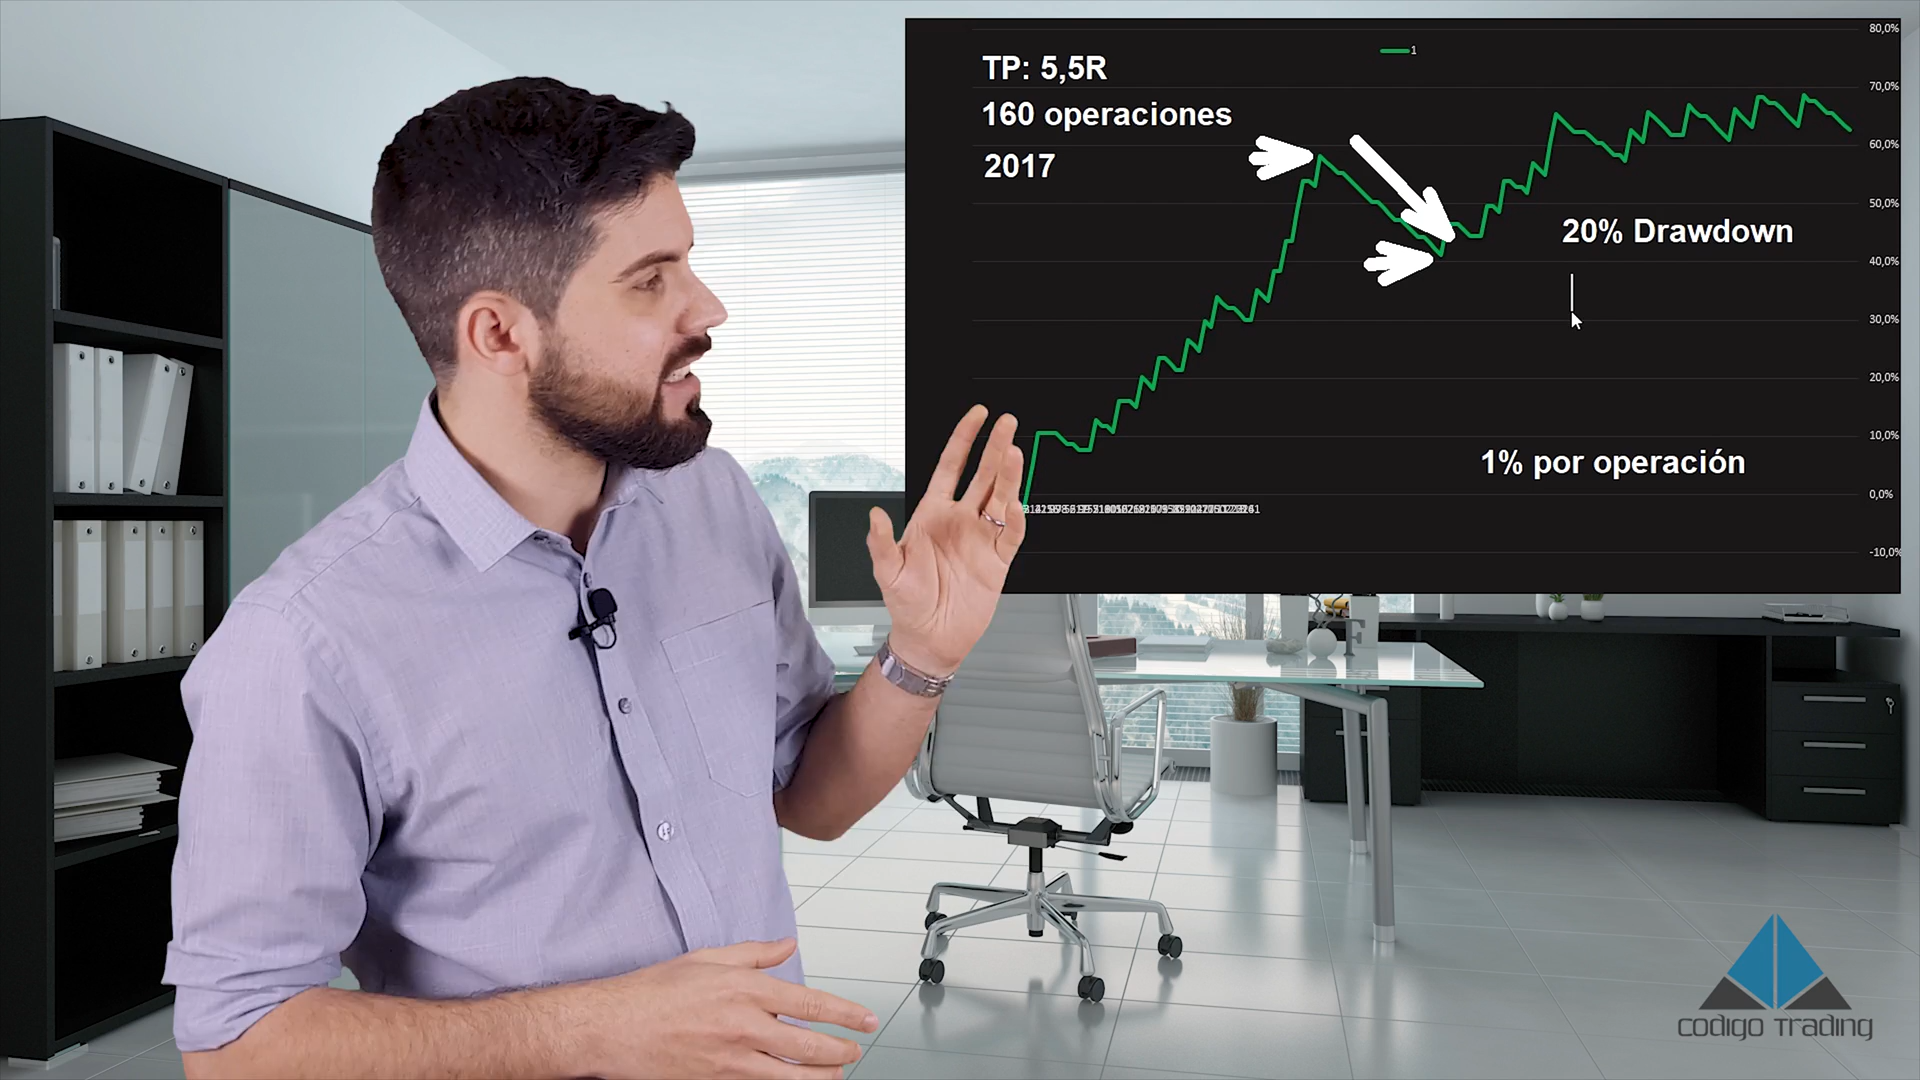 TP: 5,5R
160 operaciones
2017
1
80,0%
70,0%
60,0%
50,0%
20% Drawdown
40,0%
30,0%
20,0%
10,0%
1% por operación
0,0%
-10,0%
F
codigo Trading